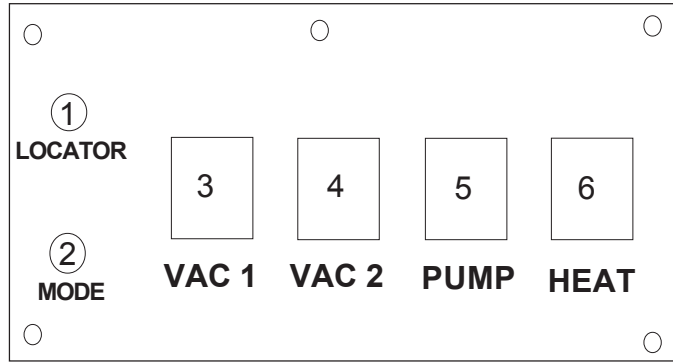 1
LOCATOR
3 4 5 6
2
MODE
VAC 1 VAC 2 PUMP HEAT